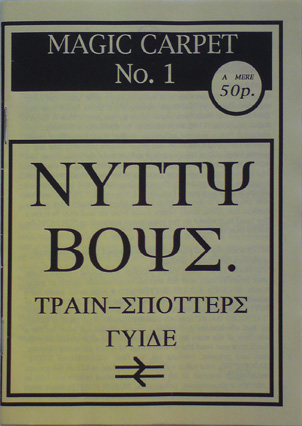 MAGIC CARPET
No. 1
A MERE
50p.
ΝΥΤΤΨ
ΒΟΨΣ.
ΤΡΑΙΝ–ΣΠΟΤΤΕΡΣ
ΓΥΙΔΕ